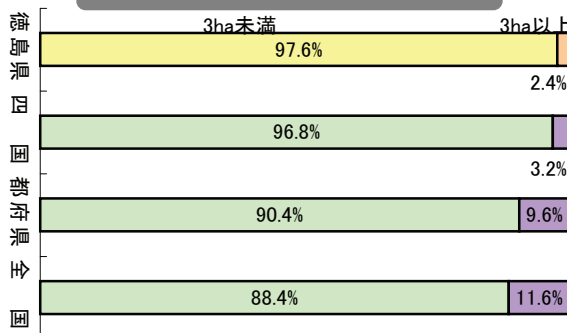 3ha未満 3ha以上
徳島県 97.6%
2.4%
四国 96.8%
3.2%
都府県 90.4% 9.6%
全国 88.4% 11.6%